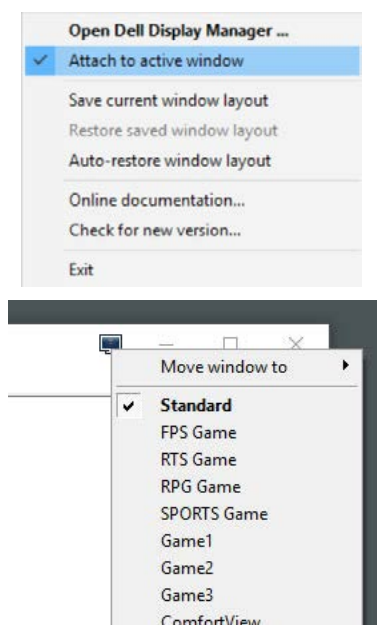 Open Dell Display Manager ...
Attach to active window
Save current window layout
Restore saved window layout
Auto-restore window layout
Online documentation...
Check for new version...
Exit
Move window to
Standard
FPS Game
RTS Game
RPG Game
SPORTS Game
Game1
Game2
Game3
ComfortView